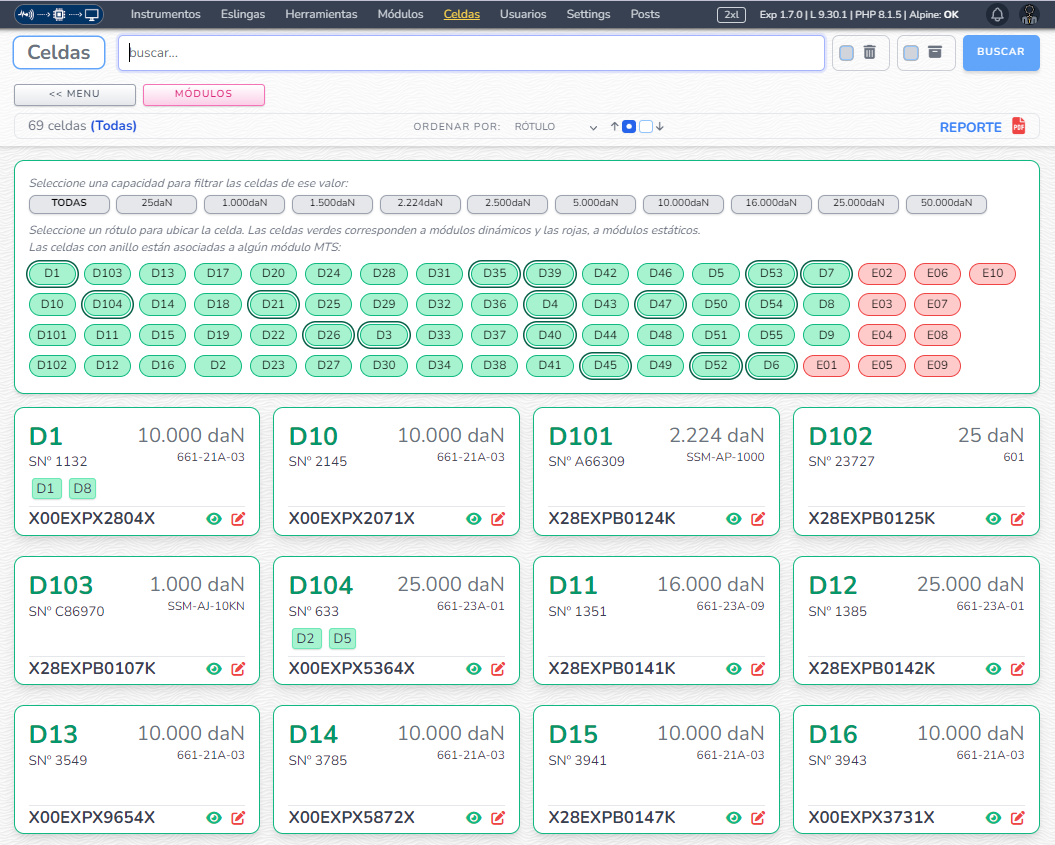 Instrumentos Eslingas Herramientas Módulos Celdas Usuarios Settings Posts 2xl Exp 1.7.0 | L 9.30.1 | PHP 8.1.5 | Alpine: OK
Celdas buscar... BUSCAR
<< MENU MÓDULOS
69 celdas (Todas) ORDENAR POR: RÓTULO REPORTE PDF
Seleccione una capacidad para filtrar las celdas de ese valor:
TODAS 25daN 1.000daN 1.500daN 2.224daN 2.500daN 5.000daN 10.000daN 16.000daN 25.000daN 50.000daN
Seleccione un rótulo para ubicar la celda. Las celdas verdes corresponden a módulos dinámicos y las rojas, a módulos estáticos.
Las celdas con anillo están asociadas a algún módulo MTS:
D1 D103 D13 D17 D20 D24 D28 D31 D35 D39 D42 D46 D5 D53 D7 E02 E06 E10
D10 D104 D14 D18 D21 D25 D29 D32 D36 D4 D43 D47 D50 D54 D8 E03 E07
D101 D11 D15 D19 D22 D26 D3 D33 D37 D40 D44 D48 D51 D55 D9 E04 E08
D102 D12 D16 D2 D23 D27 D30 D34 D38 D41 D45 D49 D52 D6 E01 E05 E09
D1 10.000 daN
SNº 1132 661-21A-03
D1 D8
X00EXPX2804X
D10 10.000 daN
SNº 2145 661-21A-03
X00EXPX2071X
D101 2.224 daN
SNº A66309 SSM-AP-1000
X28EXPB0124K
D102 25 daN
SNº 23727 601
X28EXPB0125K
D103 1.000 daN
SNº C86970 SSM-AJ-10KN
X28EXPB0107K
D104 25.000 daN
SNº 633 661-23A-01
D2 D5
X00EXPX5364X
D11 16.000 daN
SNº 1351 661-23A-09
X28EXPB0141K
D12 25.000 daN
SNº 1385 661-23A-01
X28EXPB0142K
D13 10.000 daN
SNº 3549 661-21A-03
X00EXPX9654X
D14 10.000 daN
SNº 3785 661-21A-03
X00EXPX5872X
D15 10.000 daN
SNº 3941 661-21A-03
X28EXPB0147K
D16 10.000 daN
SNº 3943 661-21A-03
X00EXPX3731X